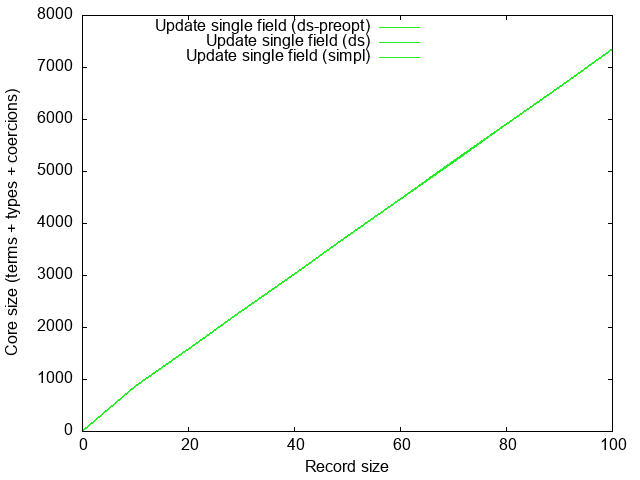 Update single field (ds-preopt)
Update single field (ds)
Update single field (simpl)
8000
7000
6000
5000
4000
3000
2000
1000
0
Core size (terms + types + coercions)
0 20 40 60 80 100
Record size